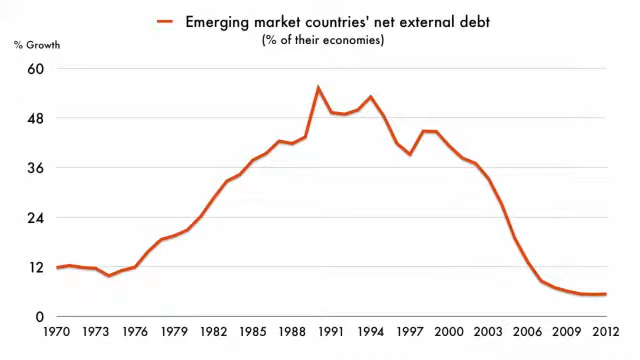 Emerging market countries' net external debt
(% of their economies)
% Growth
60
48
36
24
12
0
1970 1973 1976 1979 1982 1985 1988 1991 1994 1997 2000 2003 2006 2009 2012